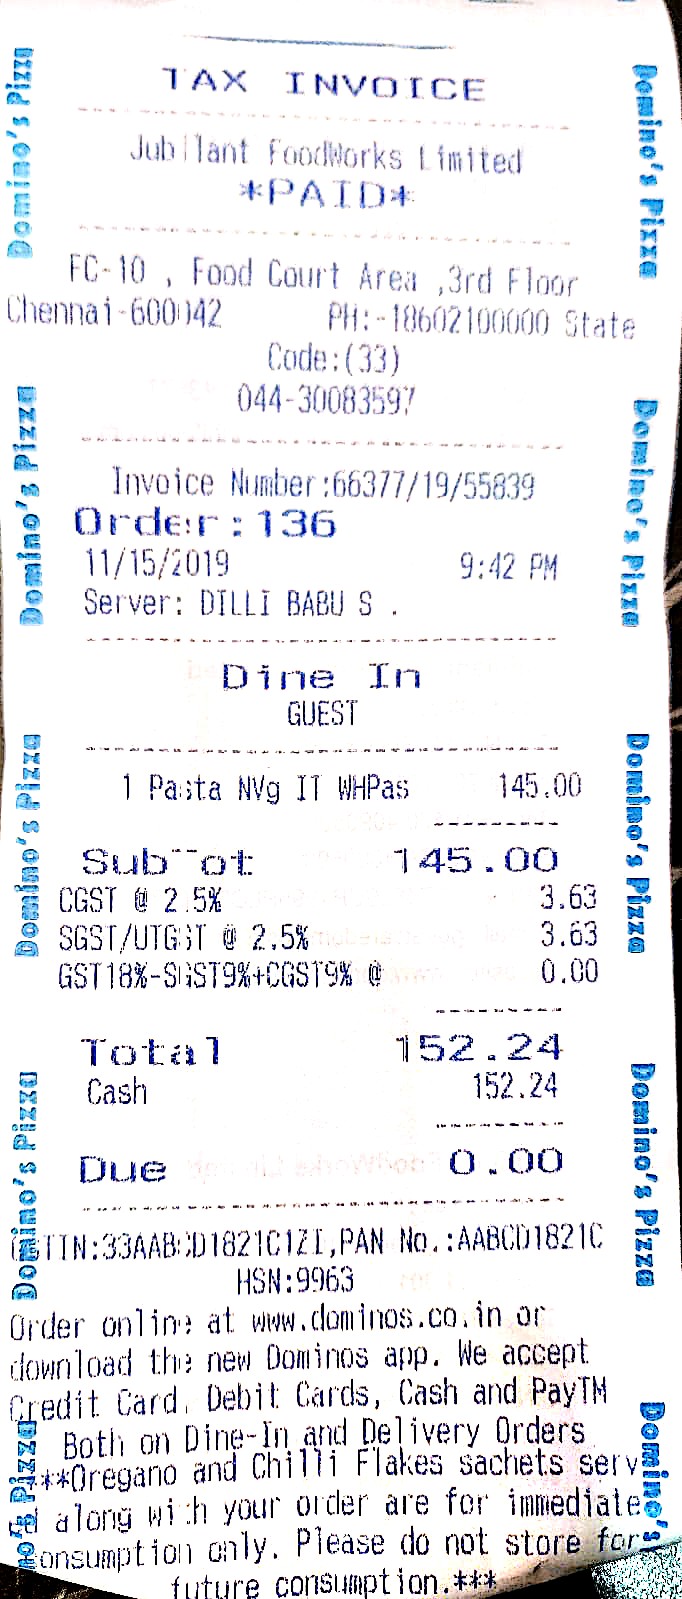 TAX INVOICE
Jubilant FoodWorks Limited
*PAID*
FC-10 , Food Court Area ,3rd Floor
Chennai-600042 PH:-18602100000 State
Code:(33)
044-30083597
Invoice Number:66377/19/55839
Order:136
11/15/2019 9:42 PM
Server: DILLI BABU S .
Dine In
GUEST
1 Pasta NVg IT WHPas 145.00
SubTot 145.00
CGST @ 2.5% 3.63
SGST/UTGST @ 2.5% 3.63
GST18%-SGST9%+CGST9% @ 0.00
Total 152.24
Cash 152.24
Due 0.00
GSTIN:33AABCD1821C1ZI,PAN No.:AABCD1821C
HSN:9963
Order online at www.dominos.co.in or
download the new Dominos app. We accept
Credit Card, Debit Cards, Cash and PayTM
Both on Dine-In and Delivery Orders
***Oregano and Chilli Flakes sachets serv
ed along with your order are for immediate
consumption only. Please do not store for
future consumption.***
Domino's Pizza
Domino's Pizza
Domino's Pizza
Domino's Pizza
no's Pizza
Domino's Pizza
Domino's Pizza
Domino's Pizza
Domino's Pizza
Domino's